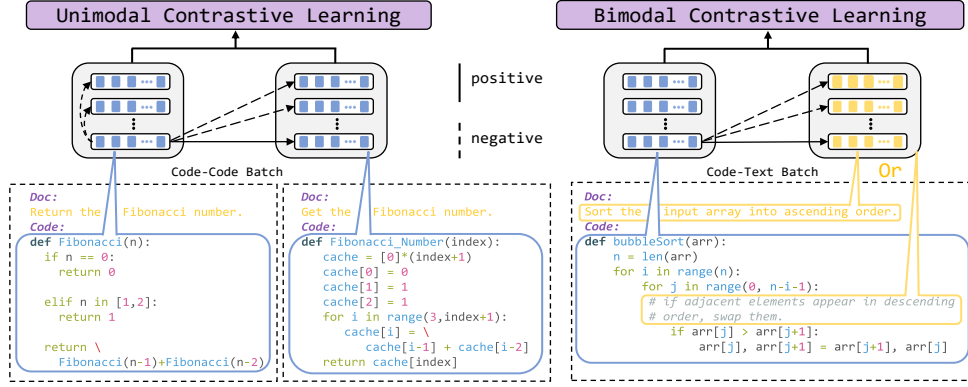 Unimodal Contrastive Learning
Bimodal Contrastive Learning
positive
negative
Code-Code Batch
Code-Text Batch
Or
Doc:
Return the Fibonacci number.
Code:
def Fibonacci(n):
if n == 0:
return 0
elif n in [1,2]:
return 1
return \
Fibonacci(n-1)+Fibonacci(n-2)
Doc:
Get the Fibonacci number.
Code:
def Fibonacci_Number(index):
cache = [0]*(index+1)
cache[0] = 0
cache[1] = 1
cache[2] = 1
for i in range(3,index+1):
cache[i] = \
cache[i-1] + cache[i-2]
return cache[index]
Doc:
Sort the input array into ascending order.
Code:
def bubbleSort(arr):
n = len(arr)
for i in range(n):
for j in range(0, n-i-1):
# if adjacent elements appear in descending
# order, swap them.
if arr[j] > arr[j+1]:
arr[j], arr[j+1] = arr[j+1], arr[j]